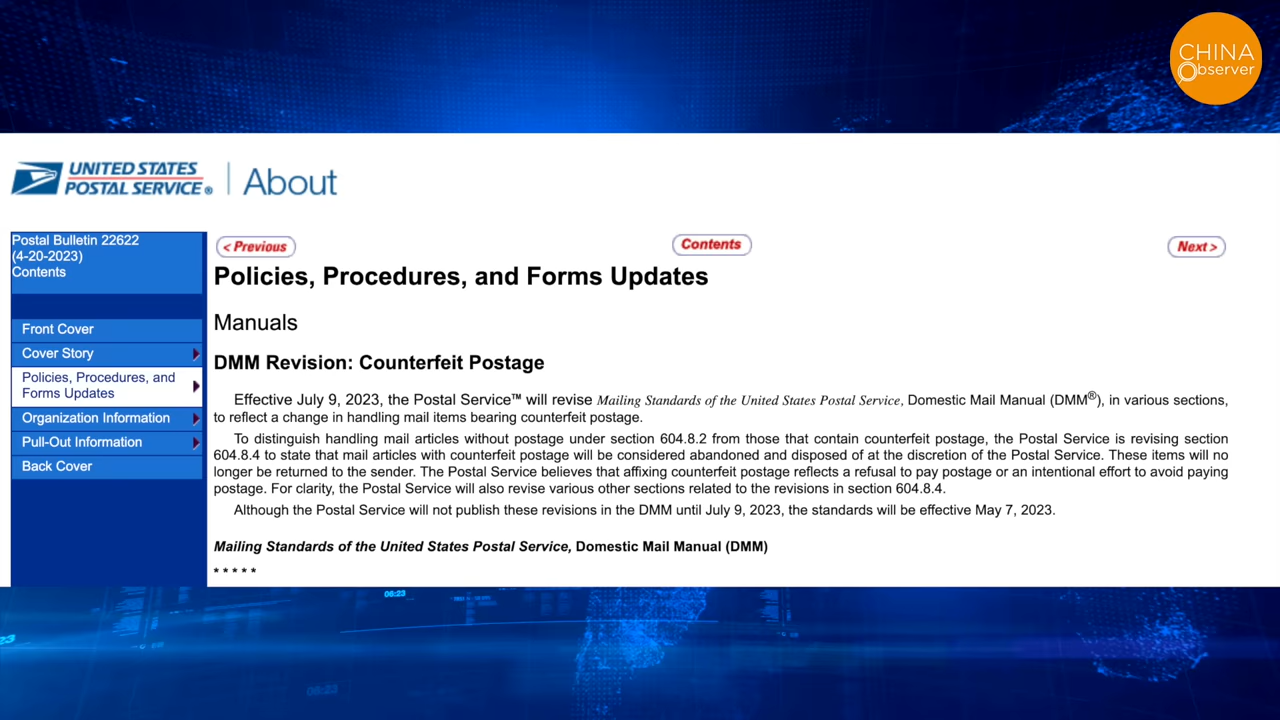 CHINA
Observer
UNITED STATES
POSTAL SERVICE®
About
Postal Bulletin 22622
(4-20-2023)
Contents
Front Cover
Cover Story
Policies, Procedures, and
Forms Updates
Organization Information
Pull-Out Information
Back Cover
< Previous
Contents
Next >
Policies, Procedures, and Forms Updates
Manuals
DMM Revision: Counterfeit Postage
Effective July 9, 2023, the Postal Service™ will revise Mailing Standards of the United States Postal Service, Domestic Mail Manual (DMM®), in various sections,
to reflect a change in handling mail items bearing counterfeit postage.
To distinguish handling mail articles without postage under section 604.8.2 from those that contain counterfeit postage, the Postal Service is revising section
604.8.4 to state that mail articles with counterfeit postage will be considered abandoned and disposed of at the discretion of the Postal Service. These items will no
longer be returned to the sender. The Postal Service believes that affixing counterfeit postage reflects a refusal to pay postage or an intentional effort to avoid paying
postage. For clarity, the Postal Service will also revise various other sections related to the revisions in section 604.8.4.
Although the Postal Service will not publish these revisions in the DMM until July 9, 2023, the standards will be effective May 7, 2023.
Mailing Standards of the United States Postal Service, Domestic Mail Manual (DMM)
* * * * *
06:23
08:23